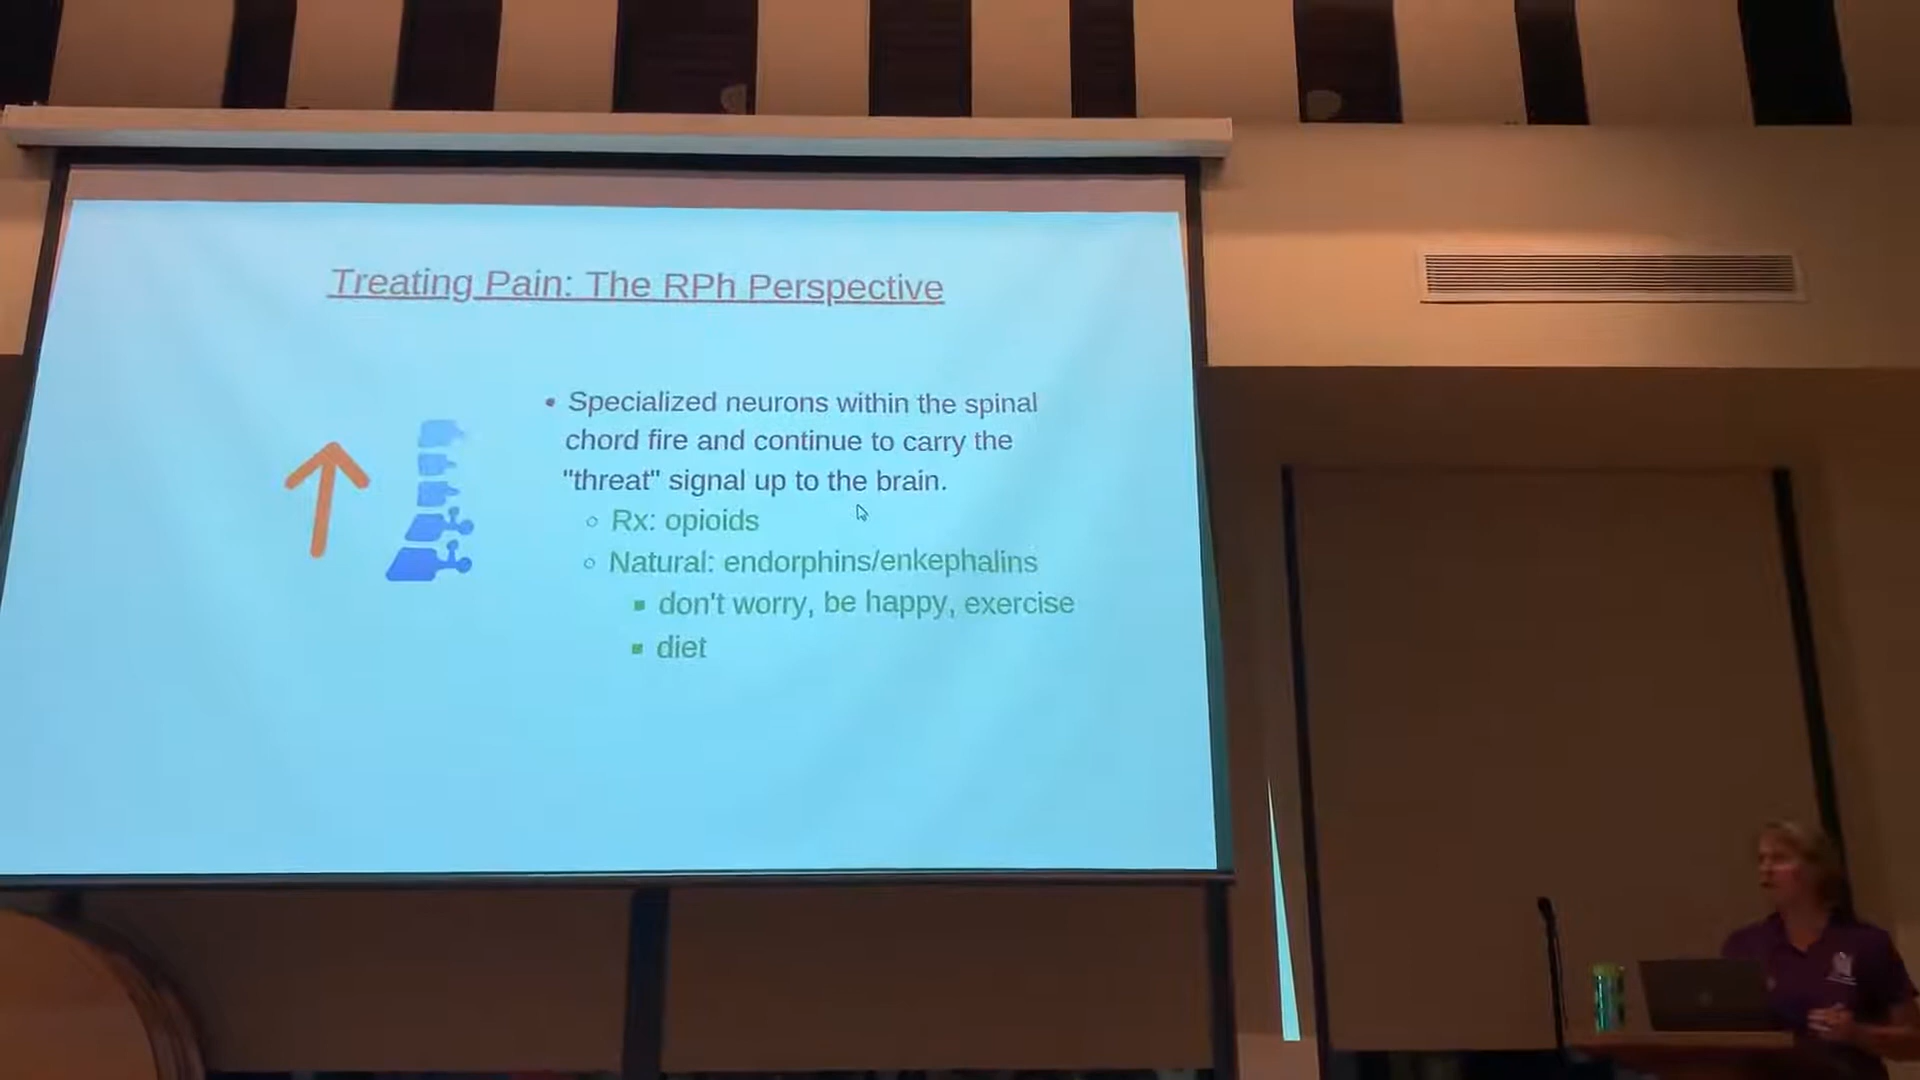 Treating Pain: The RPh Perspective
• Specialized neurons within the spinal
chord fire and continue to carry the
"threat" signal up to the brain.
○ Rx: opioids
○ Natural: endorphins/enkephalins
▪ don't worry, be happy, exercise
▪ diet